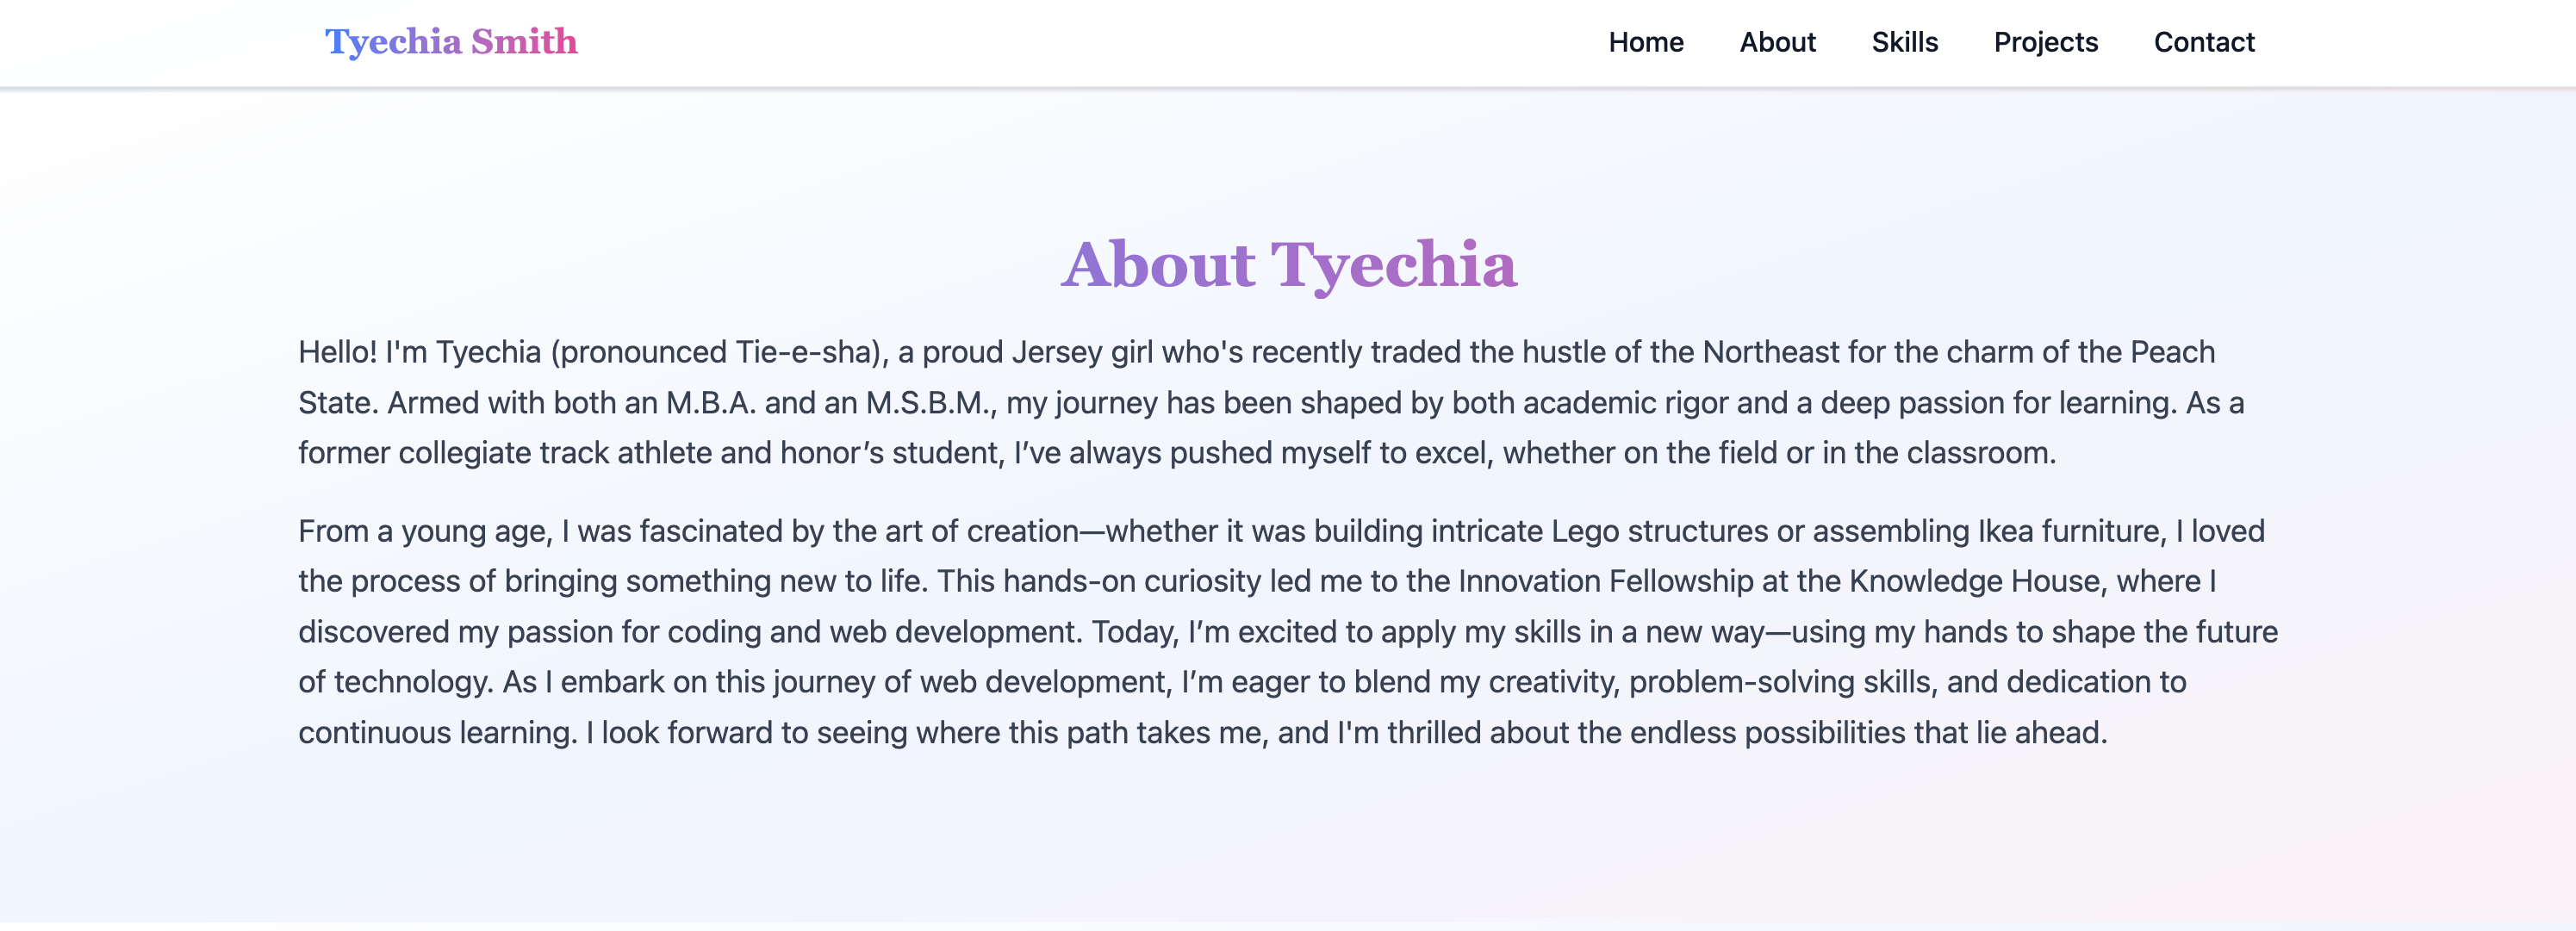 Tyechia Smith
Home About Skills Projects Contact
About Tyechia
Hello! I'm Tyechia (pronounced Tie-e-sha), a proud Jersey girl who's recently traded the hustle of the Northeast for the charm of the Peach
State. Armed with both an M.B.A. and an M.S.B.M., my journey has been shaped by both academic rigor and a deep passion for learning. As a
former collegiate track athlete and honor’s student, I’ve always pushed myself to excel, whether on the field or in the classroom.
From a young age, I was fascinated by the art of creation—whether it was building intricate Lego structures or assembling Ikea furniture, I loved
the process of bringing something new to life. This hands-on curiosity led me to the Innovation Fellowship at the Knowledge House, where I
discovered my passion for coding and web development. Today, I’m excited to apply my skills in a new way—using my hands to shape the future
of technology. As I embark on this journey of web development, I’m eager to blend my creativity, problem-solving skills, and dedication to
continuous learning. I look forward to seeing where this path takes me, and I'm thrilled about the endless possibilities that lie ahead.